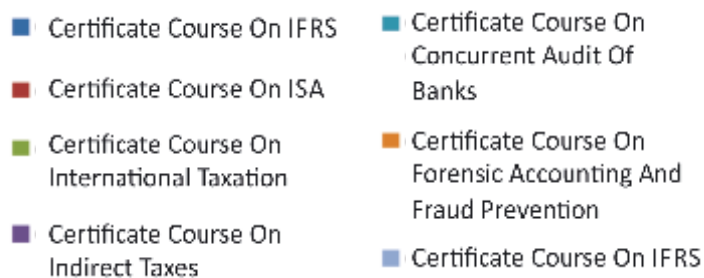 Certificate Course On IFRS
Certificate Course On ISA
Certificate Course On
International Taxation
Certificate Course On
Indirect Taxes
Certificate Course On
Concurrent Audit Of
Banks
Certificate Course On
Forensic Accounting And
Fraud Prevention
Certificate Course On IFRS